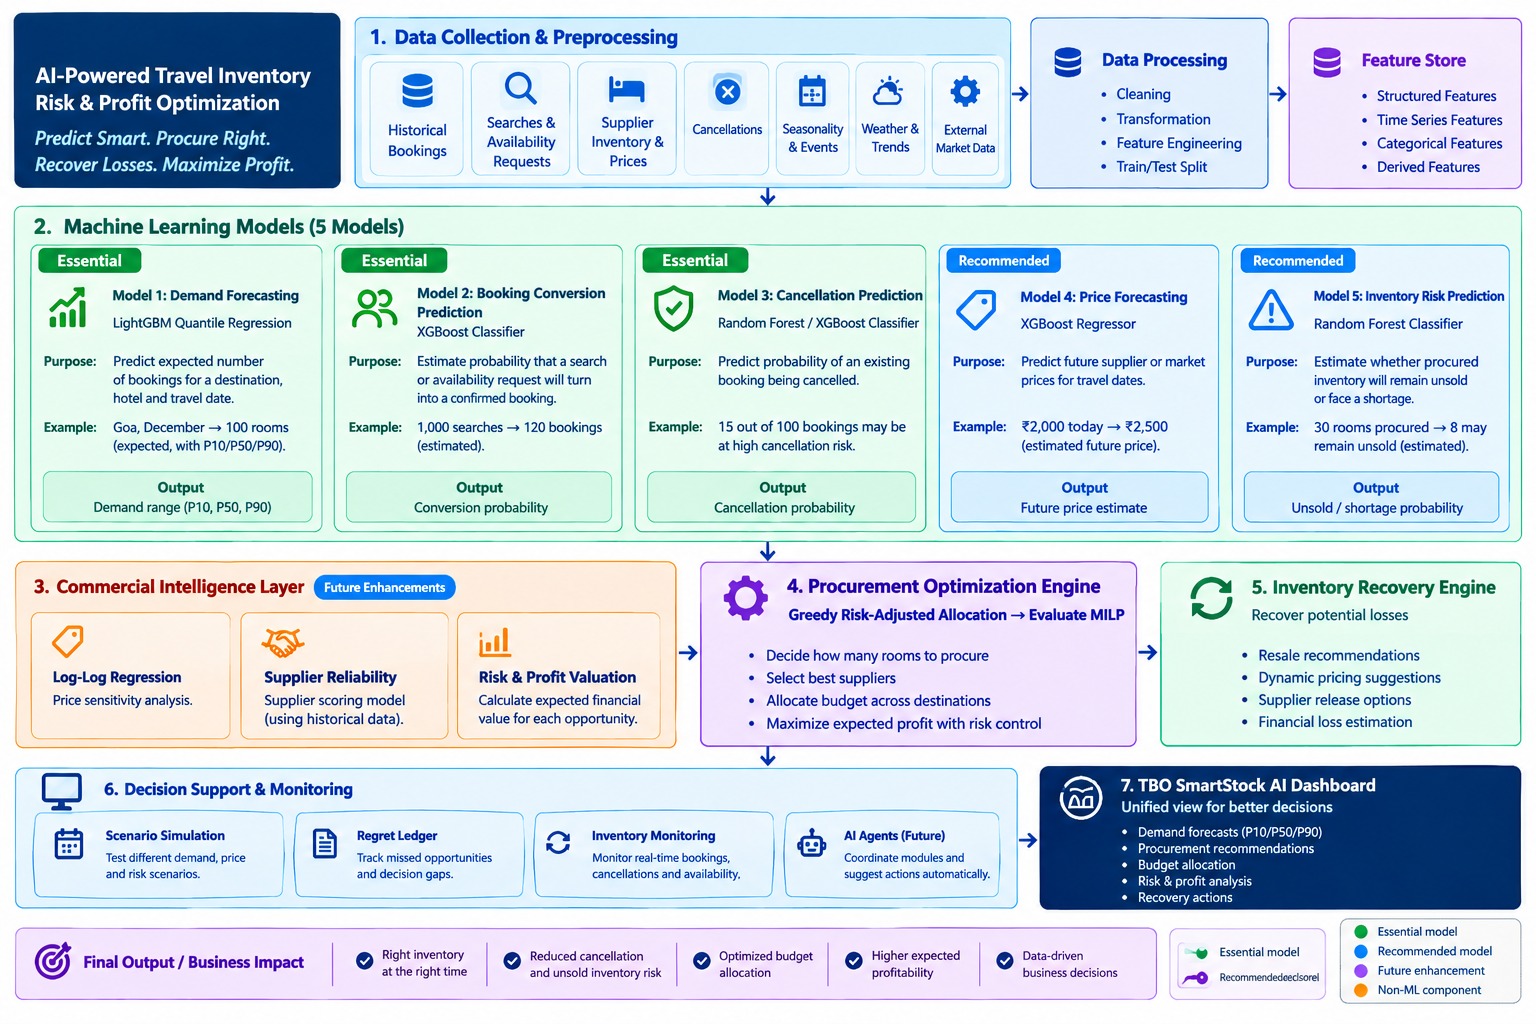 AI-Powered Travel Inventory
Risk & Profit Optimization
Predict Smart. Procure Right.
Recover Losses. Maximize Profit.
1. Data Collection & Preprocessing
Historical
Bookings
Searches &
Availability
Requests
Supplier
Inventory &
Prices
Cancellations
Seasonality
& Events
Weather &
Trends
External
Market Data
Data Processing
• Cleaning
• Transformation
• Feature Engineering
• Train/Test Split
Feature Store
• Structured Features
• Time Series Features
• Categorical Features
• Derived Features
2. Machine Learning Models (5 Models)
Essential
Model 1: Demand Forecasting
LightGBM Quantile Regression
Purpose: Predict expected number
of bookings for a destination,
hotel and travel date.
Example: Goa, December → 100 rooms
(expected, with P10/P50/P90).
Output
Demand range (P10, P50, P90)
Essential
Model 2: Booking Conversion
Prediction
XGBoost Classifier
Purpose: Estimate probability that a search
or availability request will turn
into a confirmed booking.
Example: 1,000 searches → 120 bookings
(estimated).
Output
Conversion probability
Essential
Model 3: Cancellation Prediction
Random Forest / XGBoost Classifier
Purpose: Predict probability of an existing
booking being cancelled.
Example: 15 out of 100 bookings may be
at high cancellation risk.
Output
Cancellation probability
Recommended
Model 4: Price Forecasting
XGBoost Regressor
Purpose: Predict future supplier or market
prices for travel dates.
Example: ₹2,000 today → ₹2,500
(estimated future price).
Output
Future price estimate
Recommended
Model 5: Inventory Risk Prediction
Random Forest Classifier
Purpose: Estimate whether procured
inventory will remain unsold
or face a shortage.
Example: 30 rooms procured → 8 may
remain unsold (estimated).
Output
Unsold / shortage probability
3. Commercial Intelligence Layer
Future Enhancements
Log-Log Regression
Price sensitivity analysis.
Supplier Reliability
Supplier scoring model
(using historical data).
Risk & Profit Valuation
Calculate expected financial
value for each opportunity.
4. Procurement Optimization Engine
Greedy Risk-Adjusted Allocation → Evaluate MILP
• Decide how many rooms to procure
• Select best suppliers
• Allocate budget across destinations
• Maximize expected profit with risk control
5. Inventory Recovery Engine
Recover potential losses
• Resale recommendations
• Dynamic pricing suggestions
• Supplier release options
• Financial loss estimation
6. Decision Support & Monitoring
Scenario Simulation
Test different demand, price
and risk scenarios.
Regret Ledger
Track missed opportunities
and decision gaps.
Inventory Monitoring
Monitor real-time bookings,
cancellations and availability.
AI Agents (Future)
Coordinate modules and
suggest actions automatically.
7. TBO SmartStock AI Dashboard
Unified view for better decisions
• Demand forecasts (P10/P50/P90)
• Procurement recommendations
• Budget allocation
• Risk & profit analysis
• Recovery actions
Final Output / Business Impact
Right inventory
at the right time
Reduced cancellation
and unsold inventory risk
Optimized budget
allocation
Higher expected
profitability
Data-driven
business decisions
Essential model
Essential model
Recommended model
Future enhancement
Non-ML component